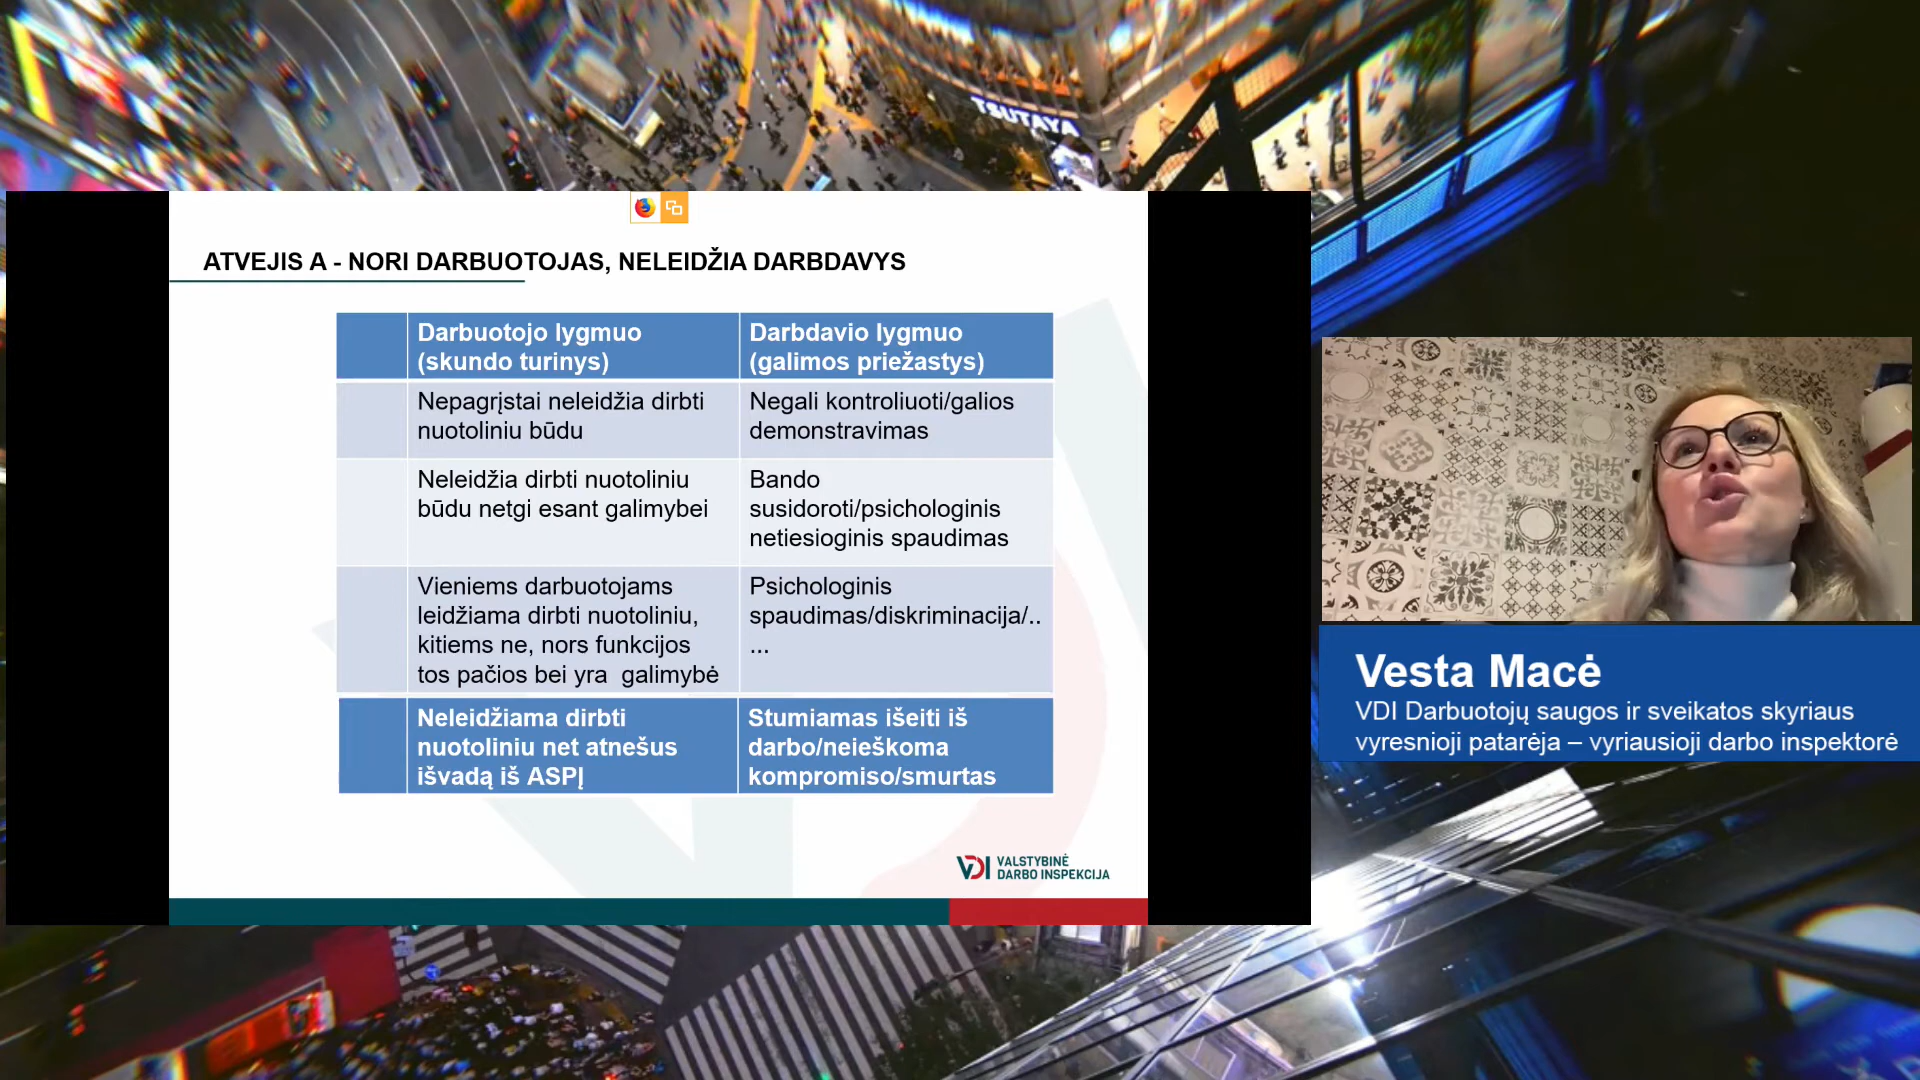 TSUTAYA
ATVEJIS A - NORI DARBUOTOJAS, NELEIDŽIA DARBDAVYS
Darbuotojo lygmuo
(skundo turinys)
Darbdavio lygmuo
(galimos priežastys)
Nepagrįstai neleidžia dirbti
nuotoliniu būdu
Negali kontroliuoti/galios
demonstravimas
Neleidžia dirbti nuotoliniu
būdu netgi esant galimybei
Bando
susidoroti/psichologinis
netiesioginis spaudimas
Vieniems darbuotojams
leidžiama dirbti nuotoliniu,
kitiems ne, nors funkcijos
tos pačios bei yra  galimybė
Psichologinis
spaudimas/diskriminacija/..
...
Neleidžiama dirbti
nuotoliniu net atnešus
išvadą iš ASPĮ
Stumiamas išeiti iš
darbo/neieškoma
kompromiso/smurtas
VDI VALSTYBINĖ
DARBO INSPEKCIJA
Vesta Macė
VDI Darbuotojų saugos ir sveikatos skyriaus
vyresnioji patarėja – vyriausioji darbo inspektorė